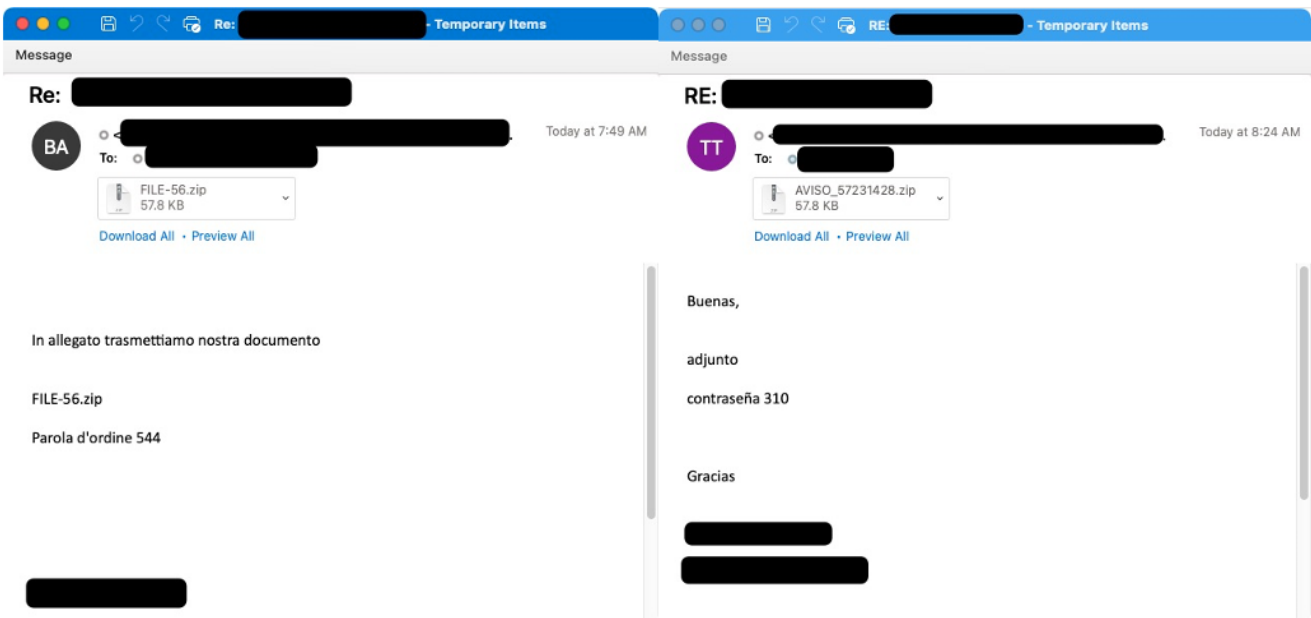 Re: - Temporary Items
Message
Re:
BA
<
Today at 7:49 AM
To:
FILE-56.zip
57.8 KB
Download All • Preview All
In allegato trasmettiamo nostra documento
FILE-56.zip
Parola d'ordine 544
RE: - Temporary Items
Message
RE:
TT
<
Today at 8:24 AM
To:
AVISO_57231428.zip
57.8 KB
Download All • Preview All
Buenas,
adjunto
contraseña 310
Gracias